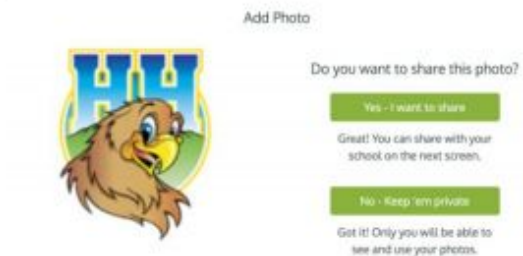 Add Photo
HH
Do you want to share this photo?
Yes - I want to share
Great! You can share with your
school on the next screen.
No - Keep 'em private
Got it! Only you will be able to
see and use your photos.